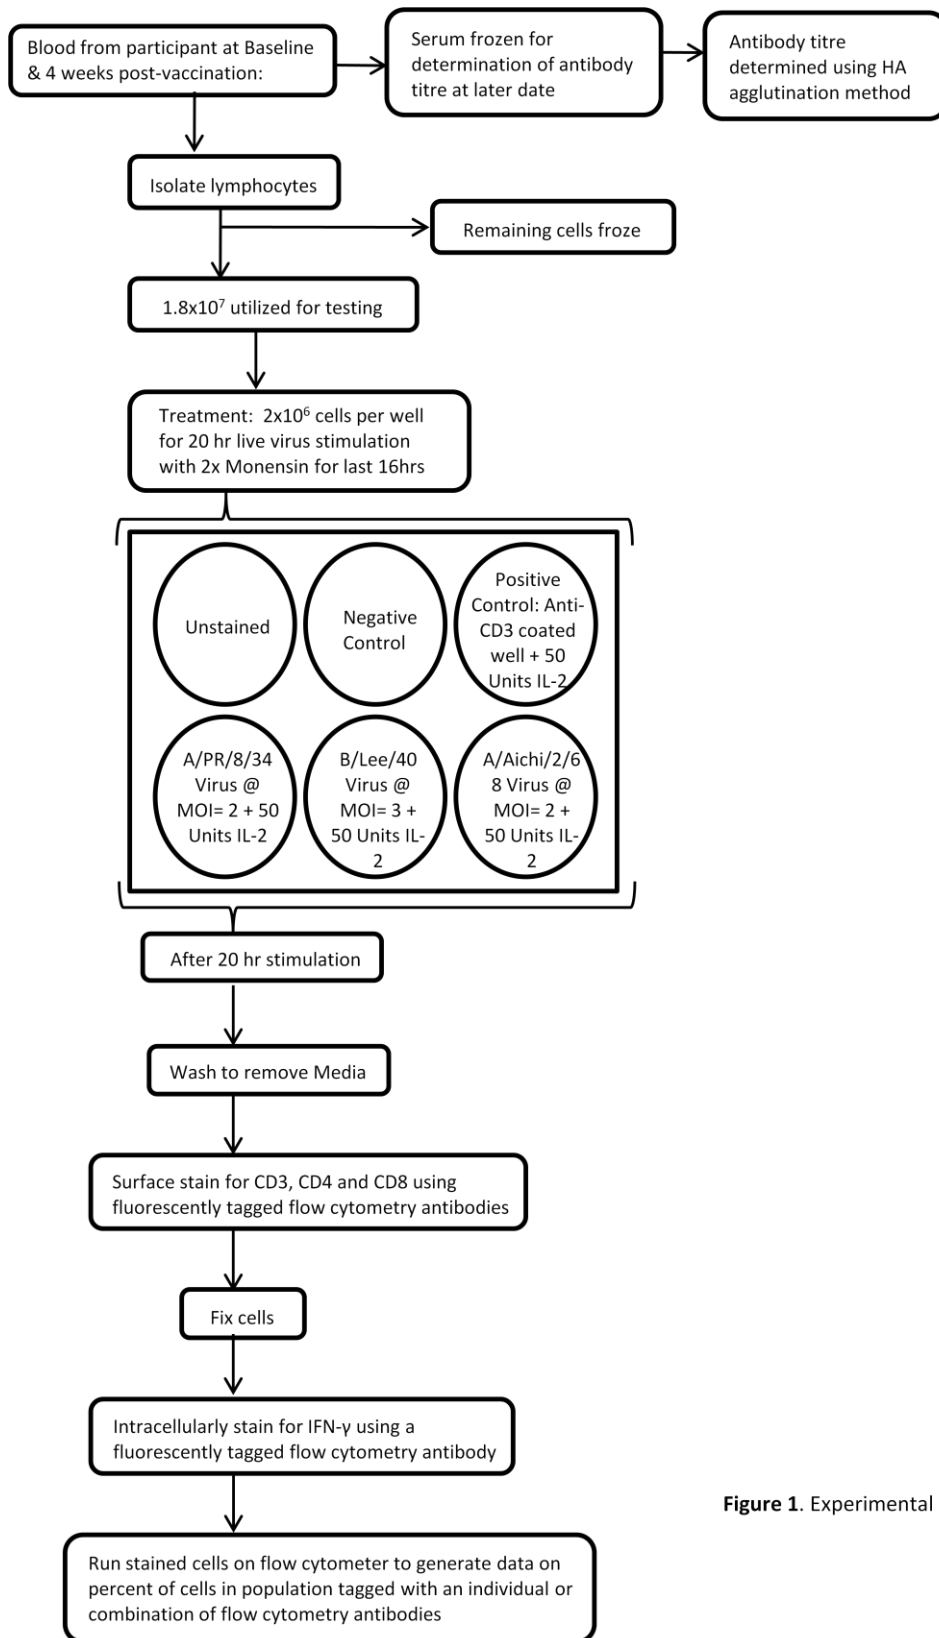 Blood from participant at Baseline
& 4 weeks post-vaccination:
Serum frozen for
determination of antibody
titre at later date
Antibody titre
determined using HA
agglutination method
Isolate lymphocytes
Remaining cells froze
1.8x10⁷ utilized for testing
Treatment:  2x10⁶ cells per well
for 20 hr live virus stimulation
with 2x Monensin for last 16hrs
Unstained
Negative
Control
Positive
Control: Anti-
CD3 coated
well + 50
Units IL-2
A/PR/8/34
Virus @
MOI= 2 + 50
Units IL-2
B/Lee/40
Virus @
MOI= 3 +
50 Units IL-
2
A/Aichi/2/6
8 Virus @
MOI= 2 +
50 Units IL-
2
After 20 hr stimulation
Wash to remove Media
Surface stain for CD3, CD4 and CD8 using
fluorescently tagged flow cytometry antibodies
Fix cells
Intracellularly stain for IFN-γ using a
fluorescently tagged flow cytometry antibody
Figure 1. Experimental
Run stained cells on flow cytometer to generate data on
percent of cells in population tagged with an individual or
combination of flow cytometry antibodies